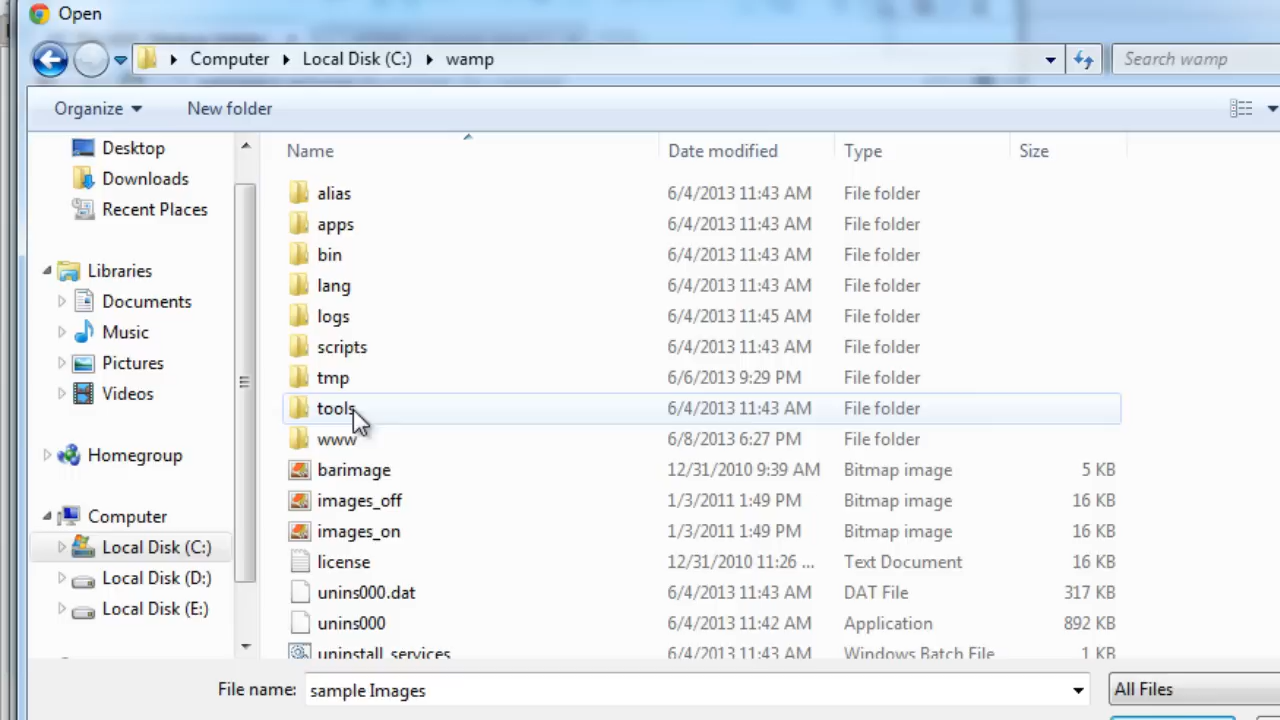 Open
Computer Local Disk (C:) wamp Search wamp
Organize New folder
Name Date modified Type Size
Desktop
Downloads
Recent Places
Libraries
Documents
Music
Pictures
Videos
Homegroup
Computer
Local Disk (C:)
Local Disk (D:)
Local Disk (E:)
alias 6/4/2013 11:43 AM File folder
apps 6/4/2013 11:43 AM File folder
bin 6/4/2013 11:43 AM File folder
lang 6/4/2013 11:43 AM File folder
logs 6/4/2013 11:45 AM File folder
scripts 6/4/2013 11:43 AM File folder
tmp 6/6/2013 9:29 PM File folder
tools 6/4/2013 11:43 AM File folder
www 6/8/2013 6:27 PM File folder
barimage 12/31/2010 9:39 AM Bitmap image 5 KB
images_off 1/3/2011 1:49 PM Bitmap image 16 KB
images_on 1/3/2011 1:49 PM Bitmap image 16 KB
license 12/31/2010 11:26 ... Text Document 16 KB
unins000.dat 6/4/2013 11:43 AM DAT File 317 KB
unins000 6/4/2013 11:42 AM Application 892 KB
uninstall_services 6/4/2013 11:43 AM Windows Batch File 1 KB
File name: sample Images All Files